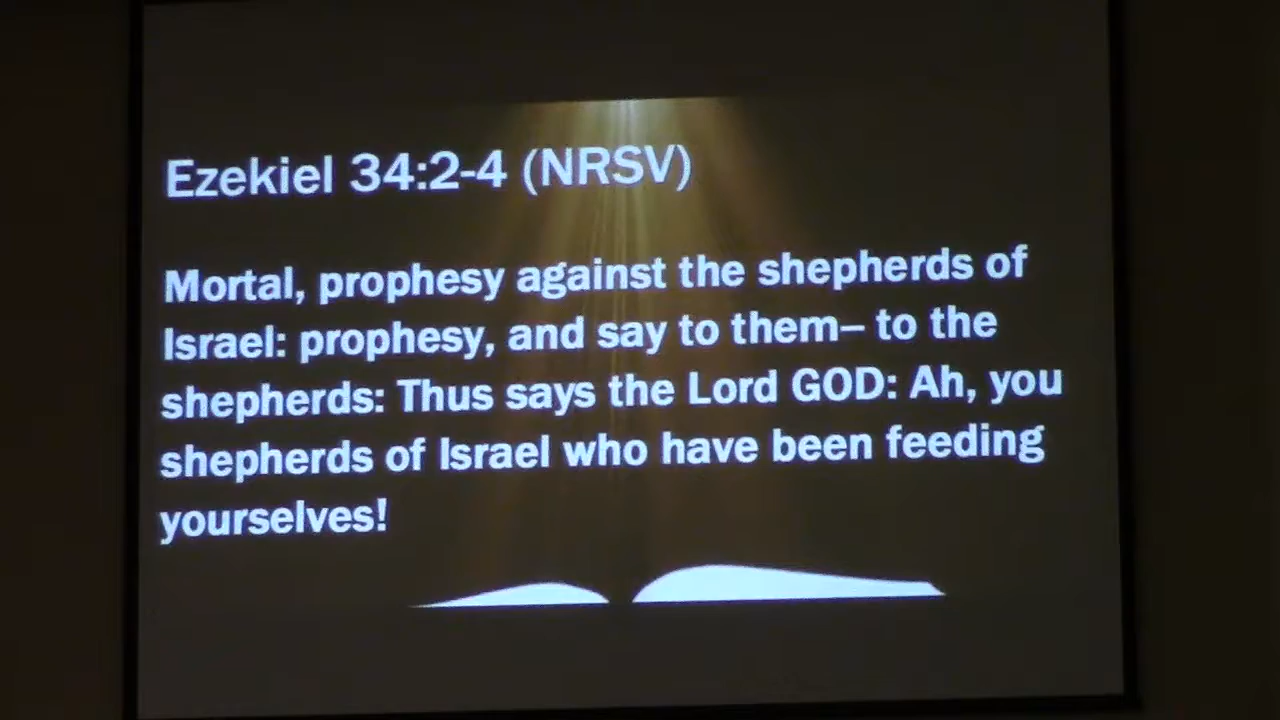 Ezekiel 34:2-4 (NRSV)
Mortal, prophesy against the shepherds of
Israel: prophesy, and say to them– to the
shepherds: Thus says the Lord GOD: Ah, you
shepherds of Israel who have been feeding
yourselves!